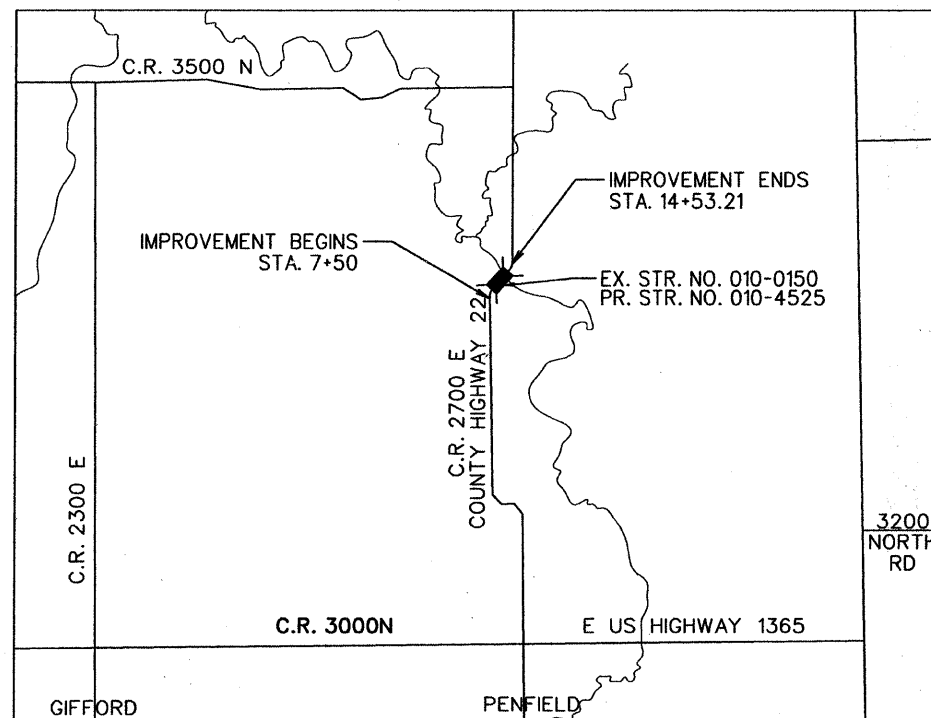 C.R. 3500 N
IMPROVEMENT ENDS
STA. 14+53.21
IMPROVEMENT BEGINS
STA. 7+50
EX. STR. NO. 010-0150
PR. STR. NO. 010-4525
C.R. 2700 E
COUNTY HIGHWAY 22
C.R. 2300 E
3200
NORTH
RD
C.R. 3000N
E US HIGHWAY 1365
GIFFORD
PENFIELD